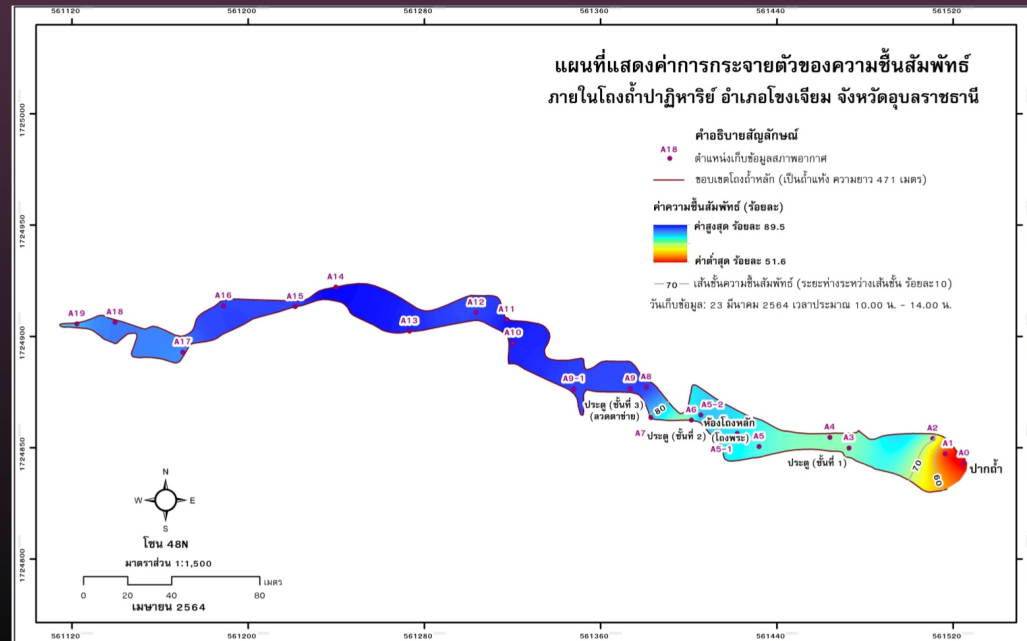 561120 561200 561280 561360 561440 561520
แผนที่แสดงค่าการกระจายตัวของความชื้นสัมพัทธ์
ภายในโถงถ้ำปาฏิหาริย์ อำเภอโขงเจียม จังหวัดอุบลราชธานี
คำอธิบายสัญลักษณ์
A18 ตำแหน่งเก็บข้อมูลสภาพอากาศ
ขอบเขตโถงถ้ำหลัก (เป็นถ้ำแห้ง ความยาว 471 เมตร)
ค่าความชื้นสัมพัทธ์ (ร้อยละ)
ค่าสูงสุด ร้อยละ 89.5
ค่าต่ำสุด ร้อยละ 51.6
70 เส้นชั้นความชื้นสัมพัทธ์ (ระยะห่างระหว่างเส้นชั้น ร้อยละ10)
วันเก็บข้อมูล: 23 มีนาคม 2564 เวลาประมาณ 10.00 น. - 14.00 น.
1725000
1724950
1724900
1724850
1724800
A19
A18
A17
A16
A15
A14
A13
A12
A11
A10
A9-1
A9
A8
ประตู (ชั้นที่ 3)
(ลวดตาข่าย)
80
A7
A6
A5-2
ห้องโถงหลัก
ประตู (ชั้นที่ 2)
(โถงพระ)
A5-1
A5
A4
A3
ประตู (ชั้นที่ 1)
A2
A1
A0
70
60
ปากถ้ำ
N
W E
S
โซน 48N
มาตราส่วน 1:1,500
เมตร
0 20 40 80
เมษายน 2564
561120 561200 561280 561360 561440 561520